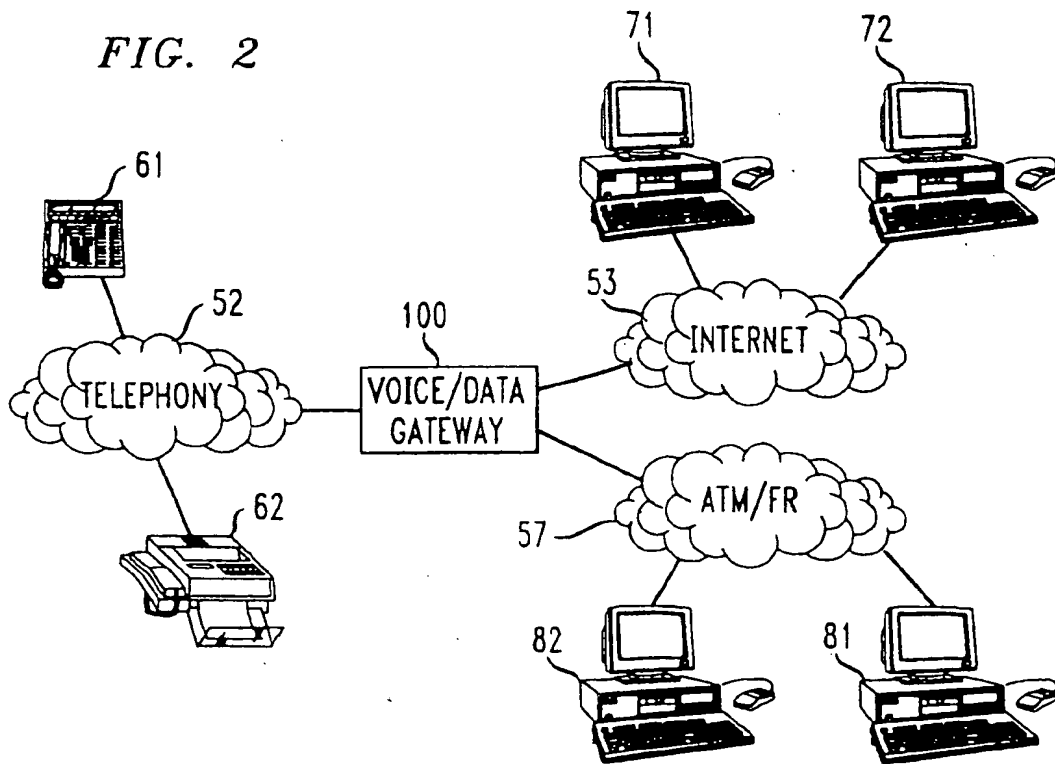 FIG. 2
71
72
61
52
53
INTERNET
100
TELEPHONY
VOICE/DATA
GATEWAY
ATM/FR
57
62
82
81